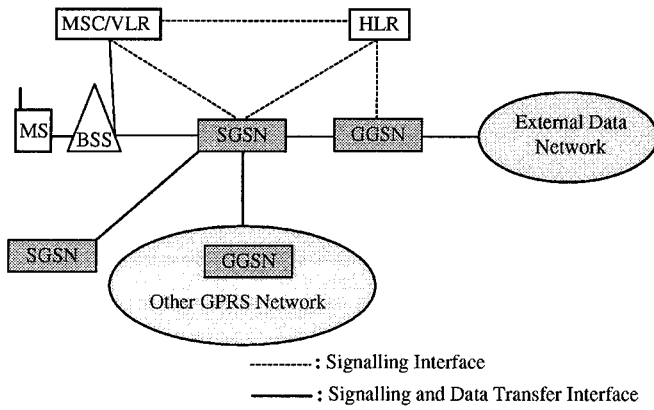 MSC/VLR
HLR
MS
BSS
SGSN
GGSN
External Data
Network
SGSN
GGSN
Other GPRS Network
: Signalling Interface
: Signalling and Data Transfer Interface